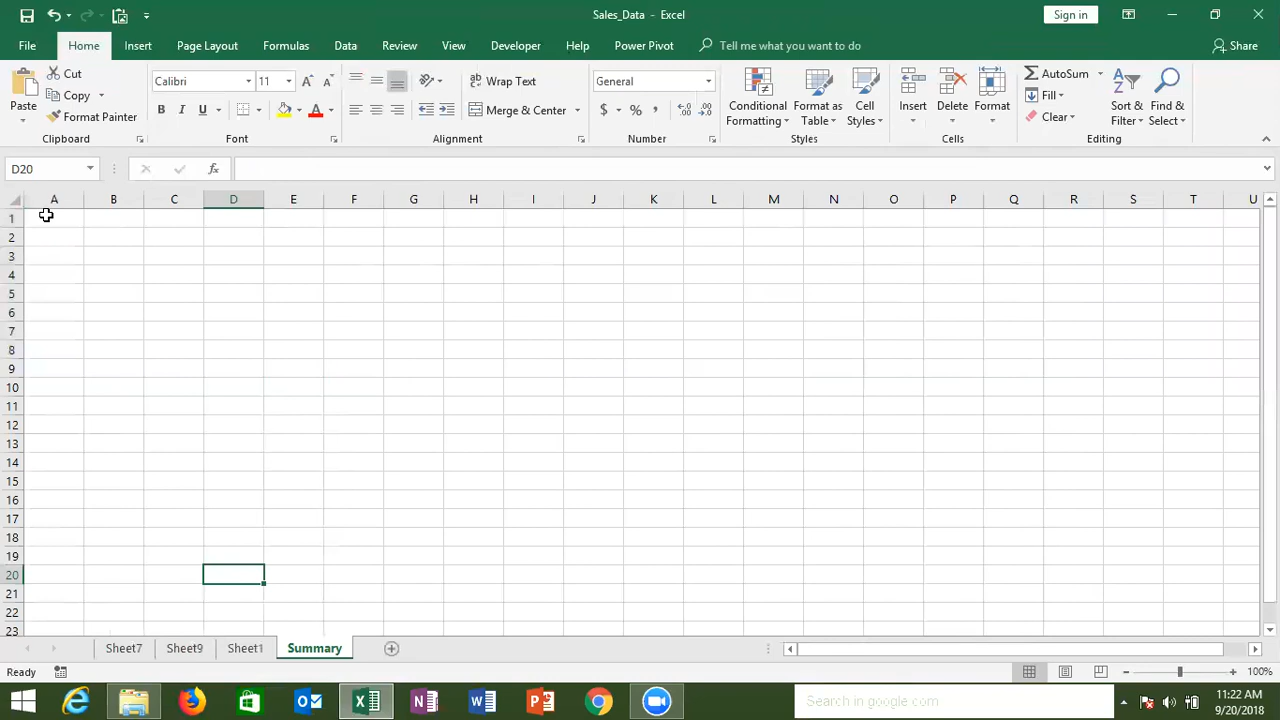 Sales_Data - Excel
Sign in
File Home Insert Page Layout Formulas Data Review View Developer Help Power Pivot Tell me what you want to do Share
Paste
Cut
Copy
Format Painter
Clipboard
Calibri 11
B I U
Font
Wrap Text
Merge & Center
Alignment
General
$ % ,
Number
Conditional Formatting
Format as Table
Cell Styles
Styles
Insert
Delete
Format
Cells
AutoSum
Fill
Clear
Sort & Filter
Find & Select
Editing
D20
fx
A B C D E F G H I J K L M N O P Q R S T U
1
2
3
4
5
6
7
8
9
10
11
12
13
14
15
16
17
18
19
20
21
22
23
Sheet7 Sheet9 Sheet1 Summary
Ready
100%
Search in google.com
11:22 AM
9/20/2018